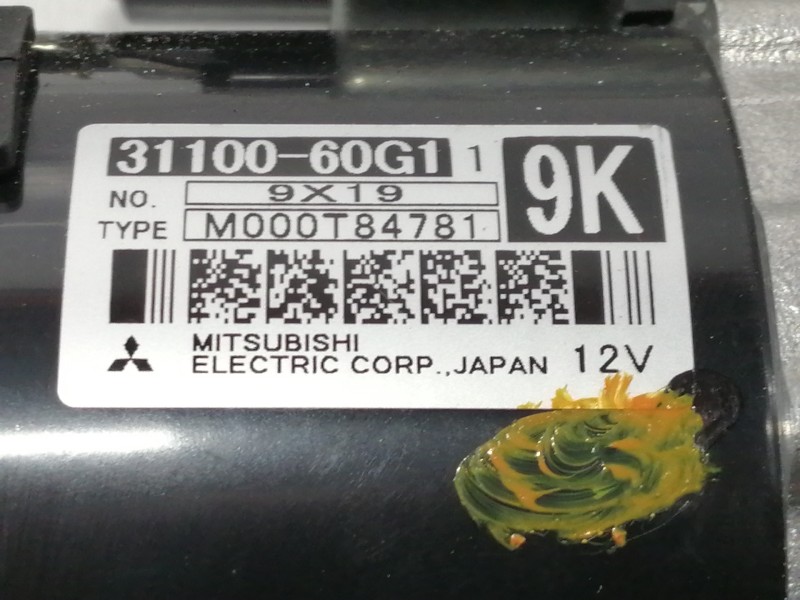 31100-60G1 1
9K
NO. 9X19
TYPE M000T84781
MITSUBISHI
ELECTRIC CORP.,JAPAN 12V